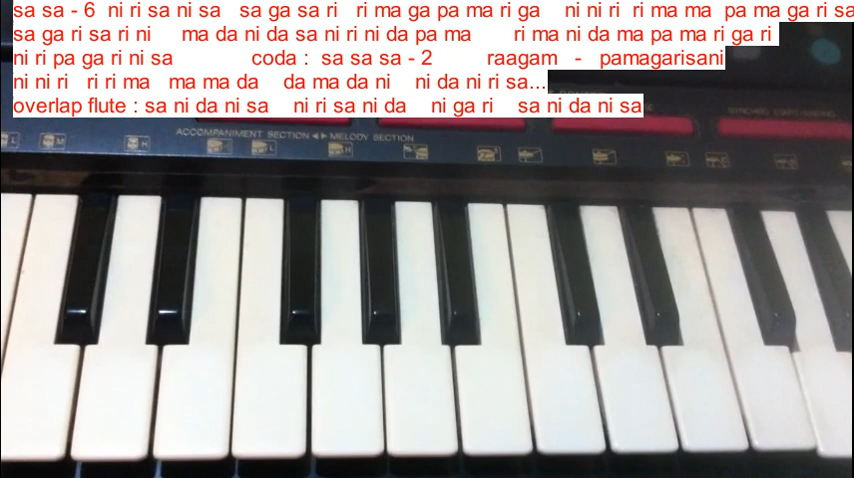 sa sa - 6 ni ri sa ni sa sa ga sa ri ri ma ga pa ma ri ga ni ni ri ri ma ma pa ma ga ri sa
sa ga ri sa ri ni ma da ni da sa ni ri ni da pa ma ri ma ni da ma pa ma ri ga ri
ni ri pa ga ri ni sa coda : sa sa sa - 2 raagam - pamagarisani
ni ni ri ri ri ma ma ma da da ma da ni ni da ni ri sa...
overlap flute : sa ni da ni sa ni ri sa ni da ni ga ri sa ni da ni sa
SYNCHRO START/ENDING
ACCOMPANIMENT SECTION ◄ ► MELODY SECTION
L M H L H